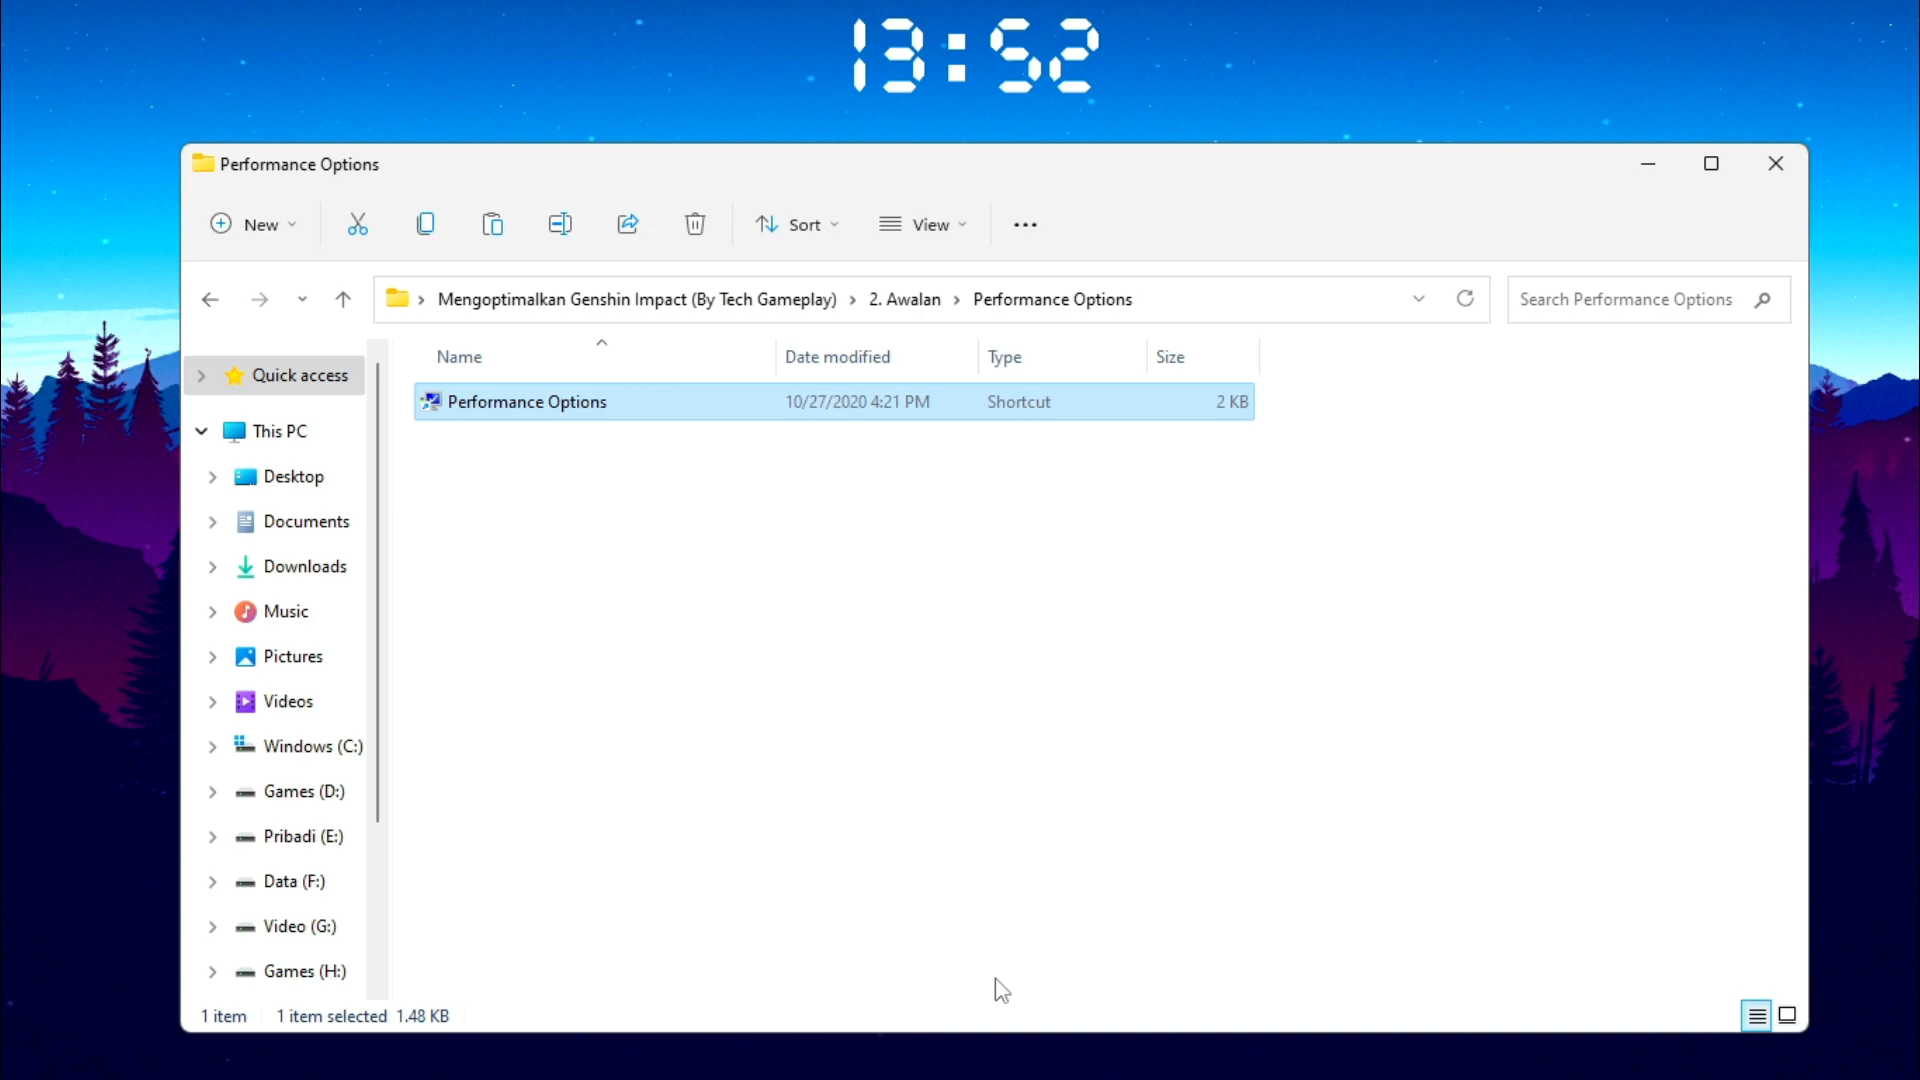 13:52
Performance Options
New Sort View
Mengoptimalkan Genshin Impact (By Tech Gameplay) 2. Awalan Performance Options Search Performance Options
Name Date modified Type Size
Performance Options 10/27/2020 4:21 PM Shortcut 2 KB
Quick access
This PC
Desktop
Documents
Downloads
Music
Pictures
Videos
Windows (C:)
Games (D:)
Pribadi (E:)
Data (F:)
Video (G:)
Games (H:)
1 item 1 item selected 1.48 KB